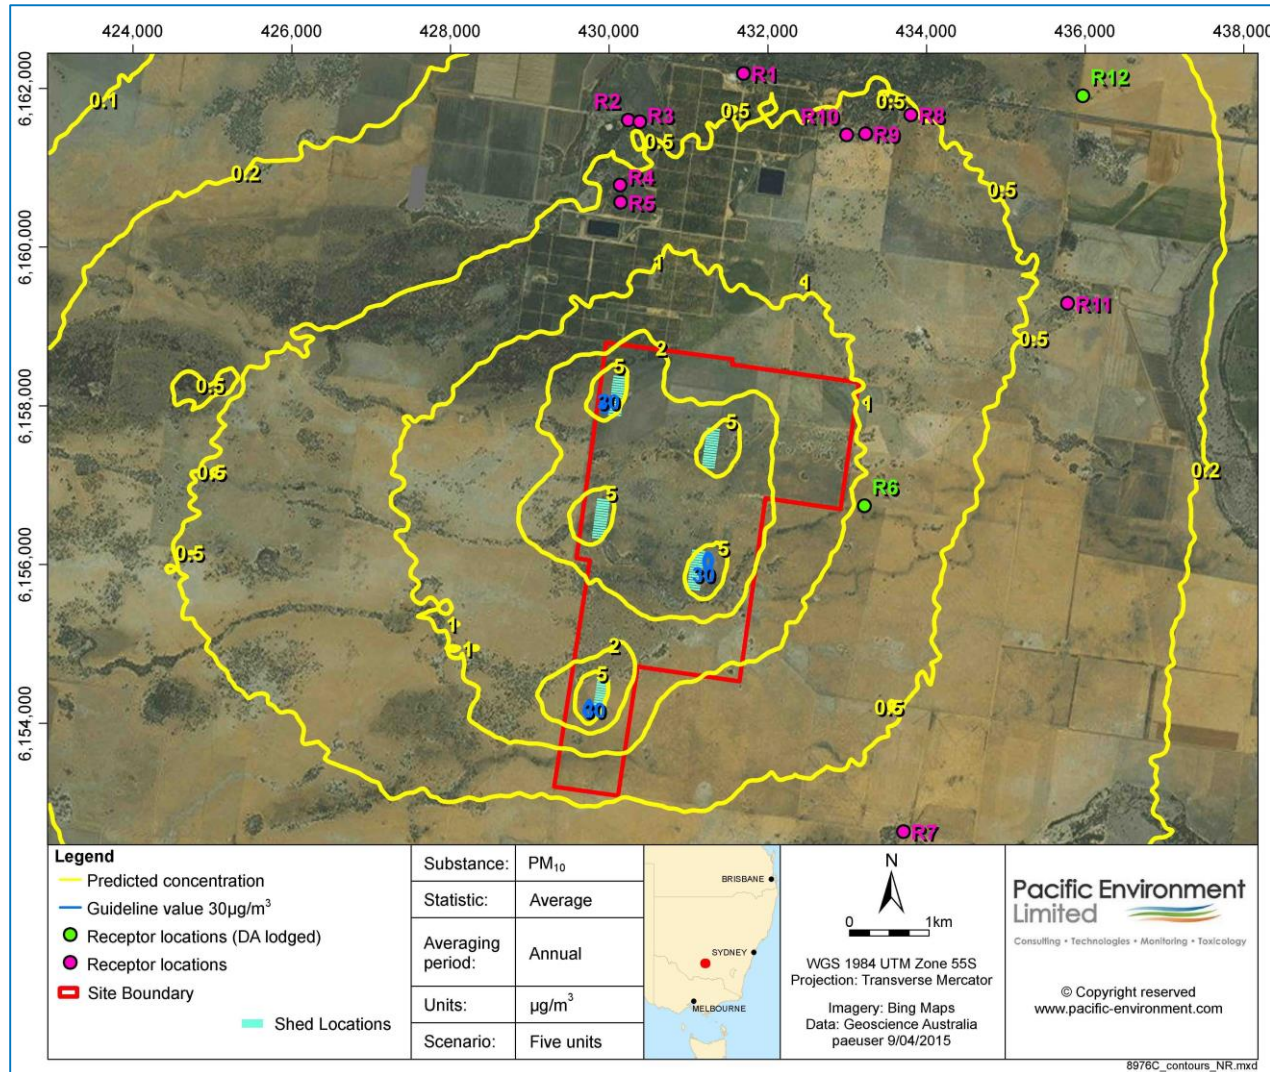 424,000 426,000 428,000 430,000 432,000 434,000 436,000 438,000
6,162,000
6,160,000
6,158,000
6,156,000
6,154,000
R1
R12
0.1
0.5
0.5
R2
R3
R10
R8
R9
0.5
0.2
R4
0.5
R5
1
1
R11
0.5
2
5
0.5
30
1
5
0.5
0.2
R6
5
0.5
5
30
1
1
2
5
30
0.5
R7
Legend
Predicted concentration
Guideline value 30µg/m³
Receptor locations (DA lodged)
Receptor locations
Site Boundary
Shed Locations
Substance: PM₁₀
Statistic: Average
Averaging period: Annual
Units: µg/m³
Scenario: Five units
BRISBANE
SYDNEY
MELBOURNE
N
0 1km
WGS 1984 UTM Zone 55S
Projection: Transverse Mercator
Imagery: Bing Maps
Data: Geoscience Australia
paeuser 9/04/2015
Pacific Environment
Limited
Consulting • Technologies • Monitoring • Toxicology
© Copyright reserved
www.pacific-environment.com
8976C_contours_NR.mxd